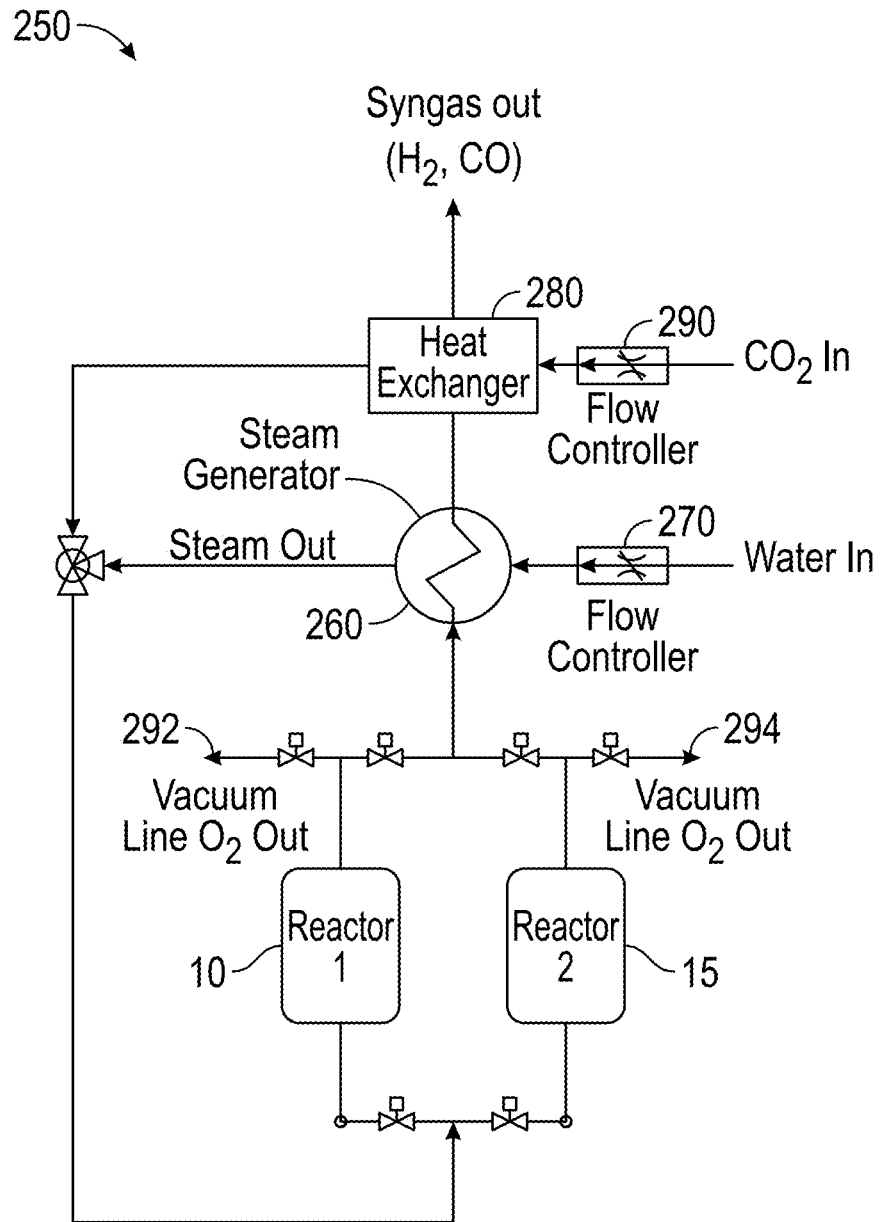 250
Syngas out
(H₂, CO)
280
Heat
Exchanger
290
CO₂ In
Flow
Controller
Steam
Generator
270
Steam Out
Water In
260
Flow
Controller
292
294
Vacuum
Line O₂ Out
Vacuum
Line O₂ Out
Reactor
1
Reactor
2
10
15